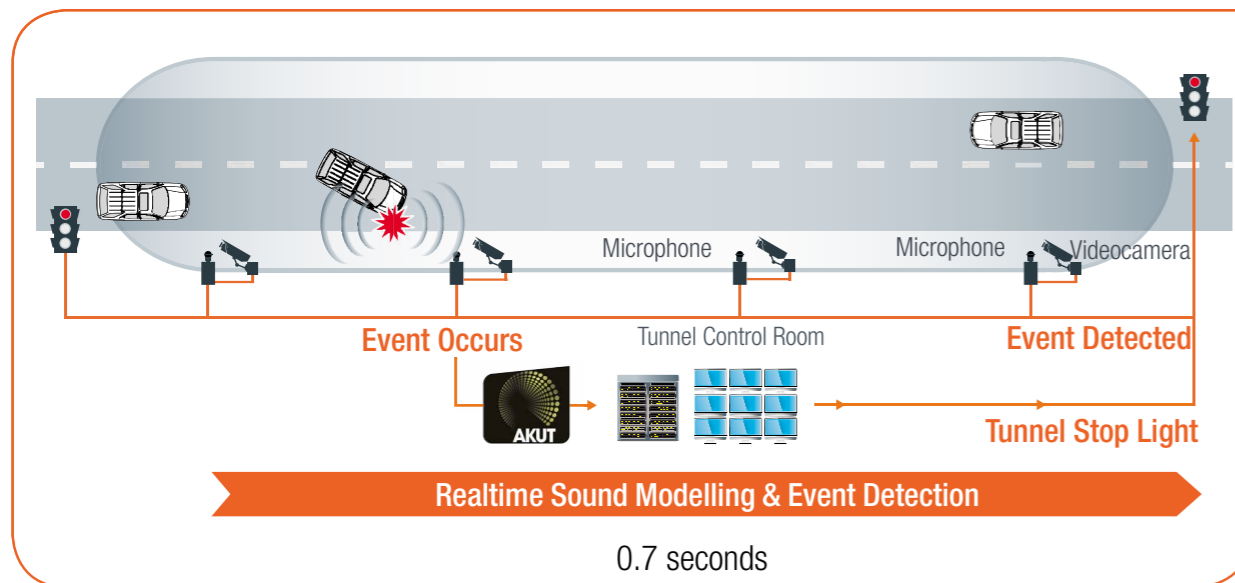 Microphone
Microphone
Videocamera
Event Occurs
Tunnel Control Room
Event Detected
AKUT
Tunnel Stop Light
Realtime Sound Modelling & Event Detection
0.7 seconds